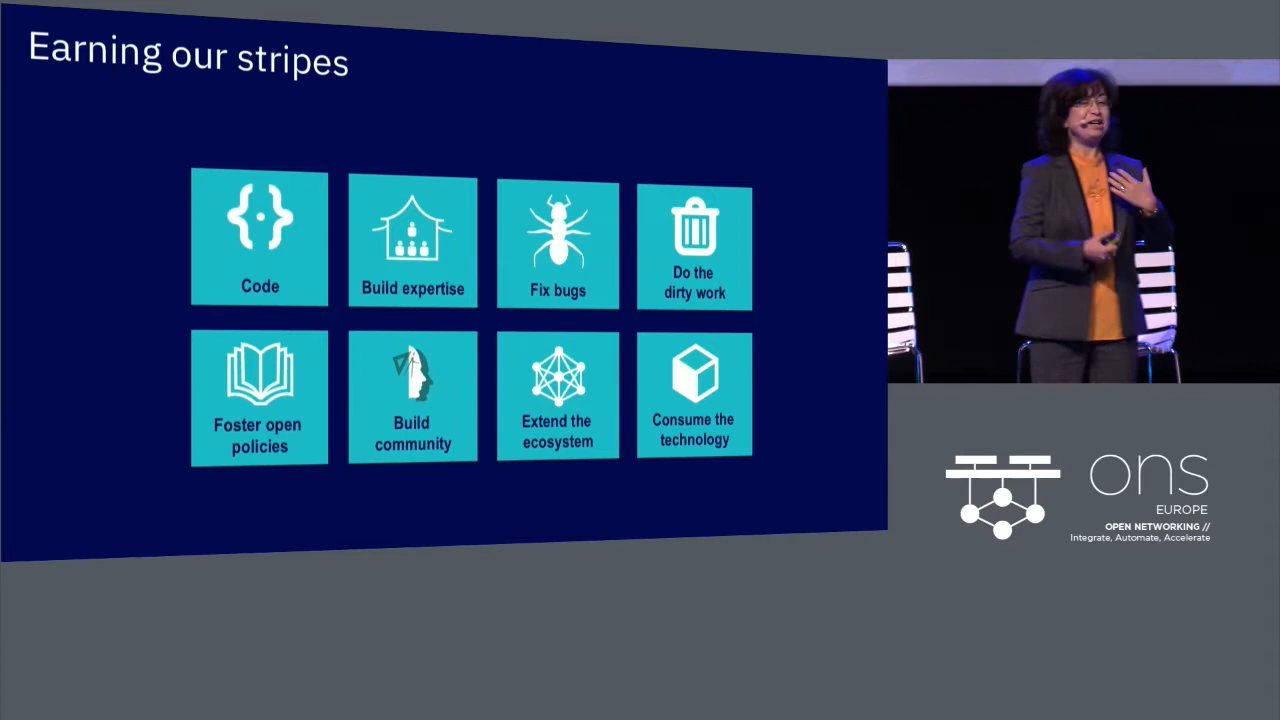 Earning our stripes
Code
Build expertise
Fix bugs
Do the
dirty work
Foster open
policies
Build
community
Extend the
ecosystem
Consume the
technology
ons
EUROPE
OPEN NETWORKING //
Integrate, Automate, Accelerate